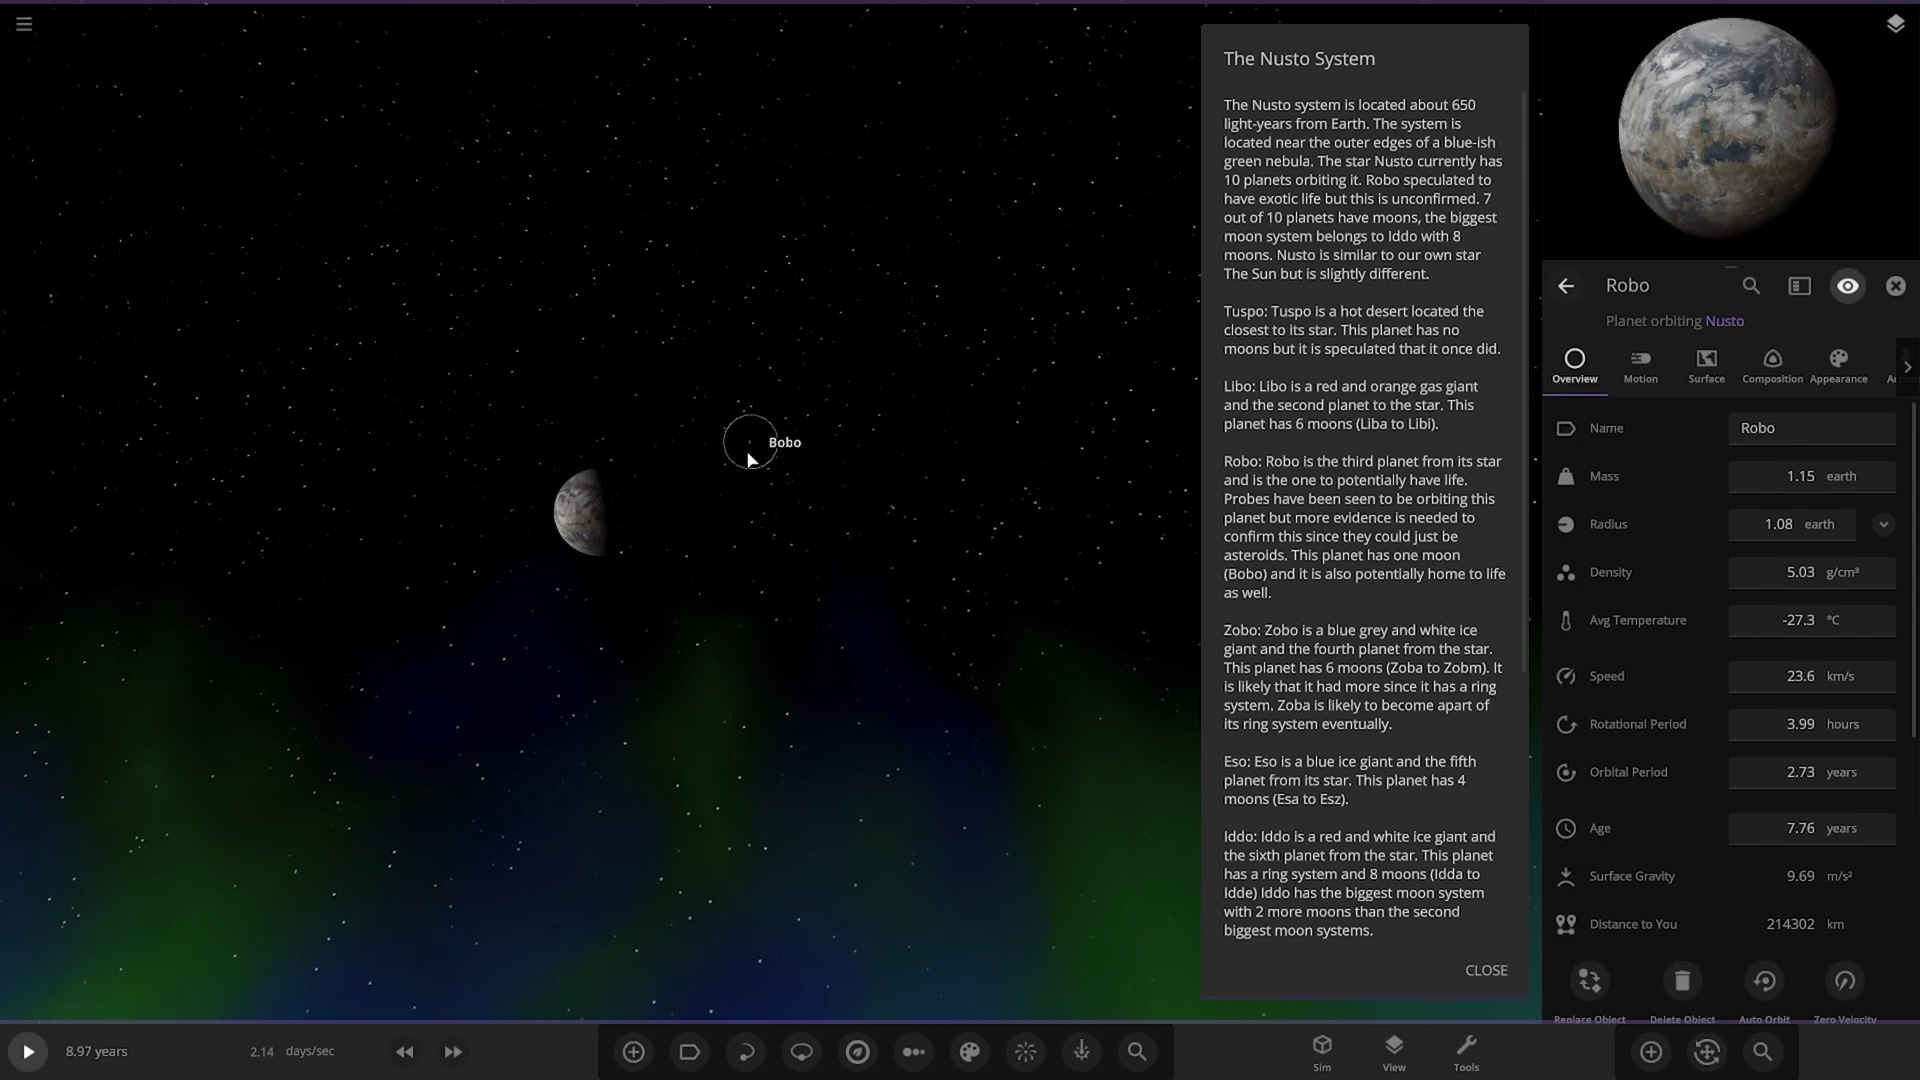 Bobo
The Nusto System
The Nusto system is located about 650
light-years from Earth. The system is
located near the outer edges of a blue-ish
green nebula. The star Nusto currently has
10 planets orbiting it. Robo speculated to
have exotic life but this is unconfirmed. 7
out of 10 planets have moons, the biggest
moon system belongs to Iddo with 8
moons. Nusto is similar to our own star
The Sun but is slightly different.
Tuspo: Tuspo is a hot desert located the
closest to its star. This planet has no
moons but it is speculated that it once did.
Libo: Libo is a red and orange gas giant
and the second planet to the star. This
planet has 6 moons (Liba to Libi).
Robo: Robo is the third planet from its star
and is the one to potentially have life.
Probes have been seen to be orbiting this
planet but more evidence is needed to
confirm this since they could just be
asteroids. This planet has one moon
(Bobo) and it is also potentially home to life
as well.
Zobo: Zobo is a blue grey and white ice
giant and the fourth planet from the star.
This planet has 6 moons (Zoba to Zobm). It
is likely that it had more since it has a ring
system. Zoba is likely to become apart of
its ring system eventually.
Eso: Eso is a blue ice giant and the fifth
planet from its star. This planet has 4
moons (Esa to Esz).
Iddo: Iddo is a red and white ice giant and
the sixth planet from the star. This planet
has a ring system and 8 moons (Idda to
Idde) Iddo has the biggest moon system
with 2 more moons than the second
biggest moon systems.
CLOSE
Robo
Planet orbiting Nusto
Overview Motion Surface Composition Appearance
Name Robo
Mass 1.15 earth
Radius 1.08 earth
Density 5.03 g/cm³
Avg Temperature -27.3 °C
Speed 23.6 km/s
Rotational Period 3.99 hours
Orbital Period 2.73 years
Age 7.76 years
Surface Gravity 9.69 m/s²
Distance to You 214302 km
Replace Object Delete Object Auto Orbit Zero Velocity
8.97 years 2.14 days/sec Sim View Tools